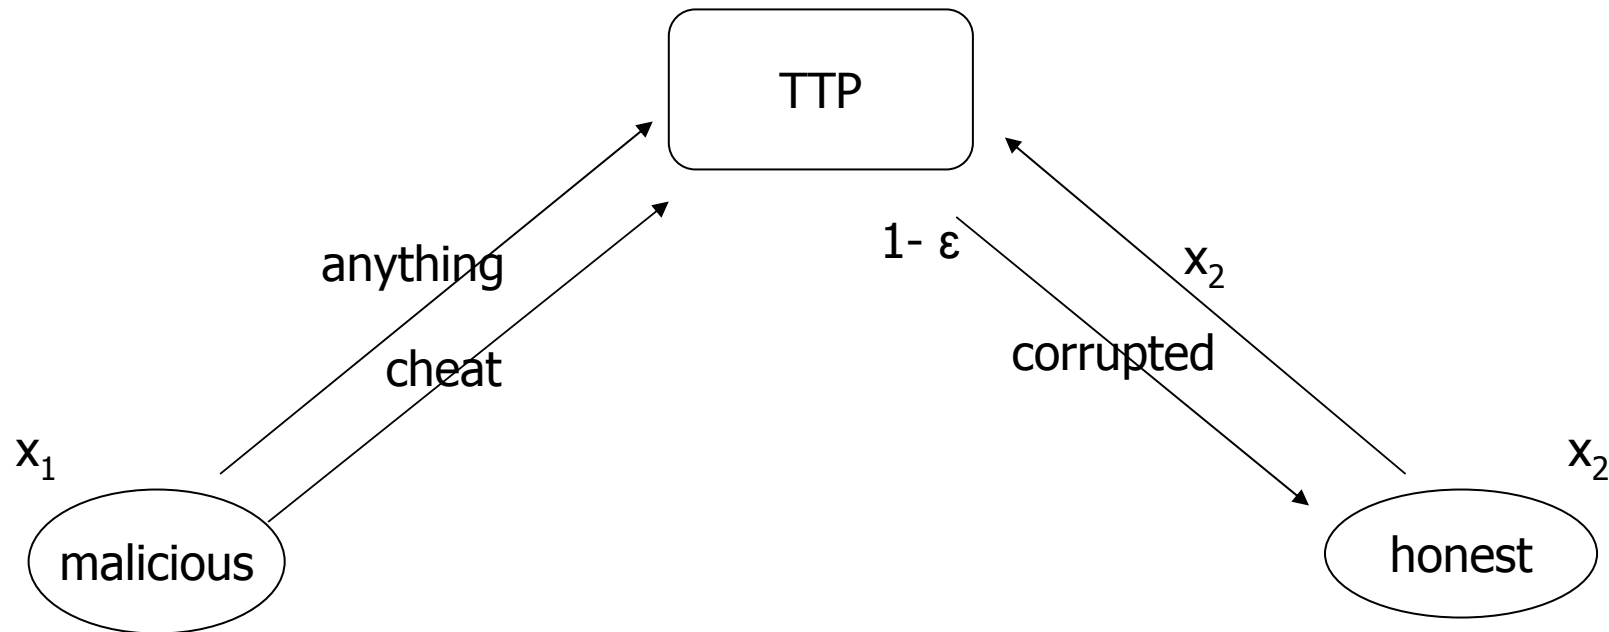 TTP
1- ε
anything
x₂
corrupted
cheat
x₁
x₂
malicious
honest